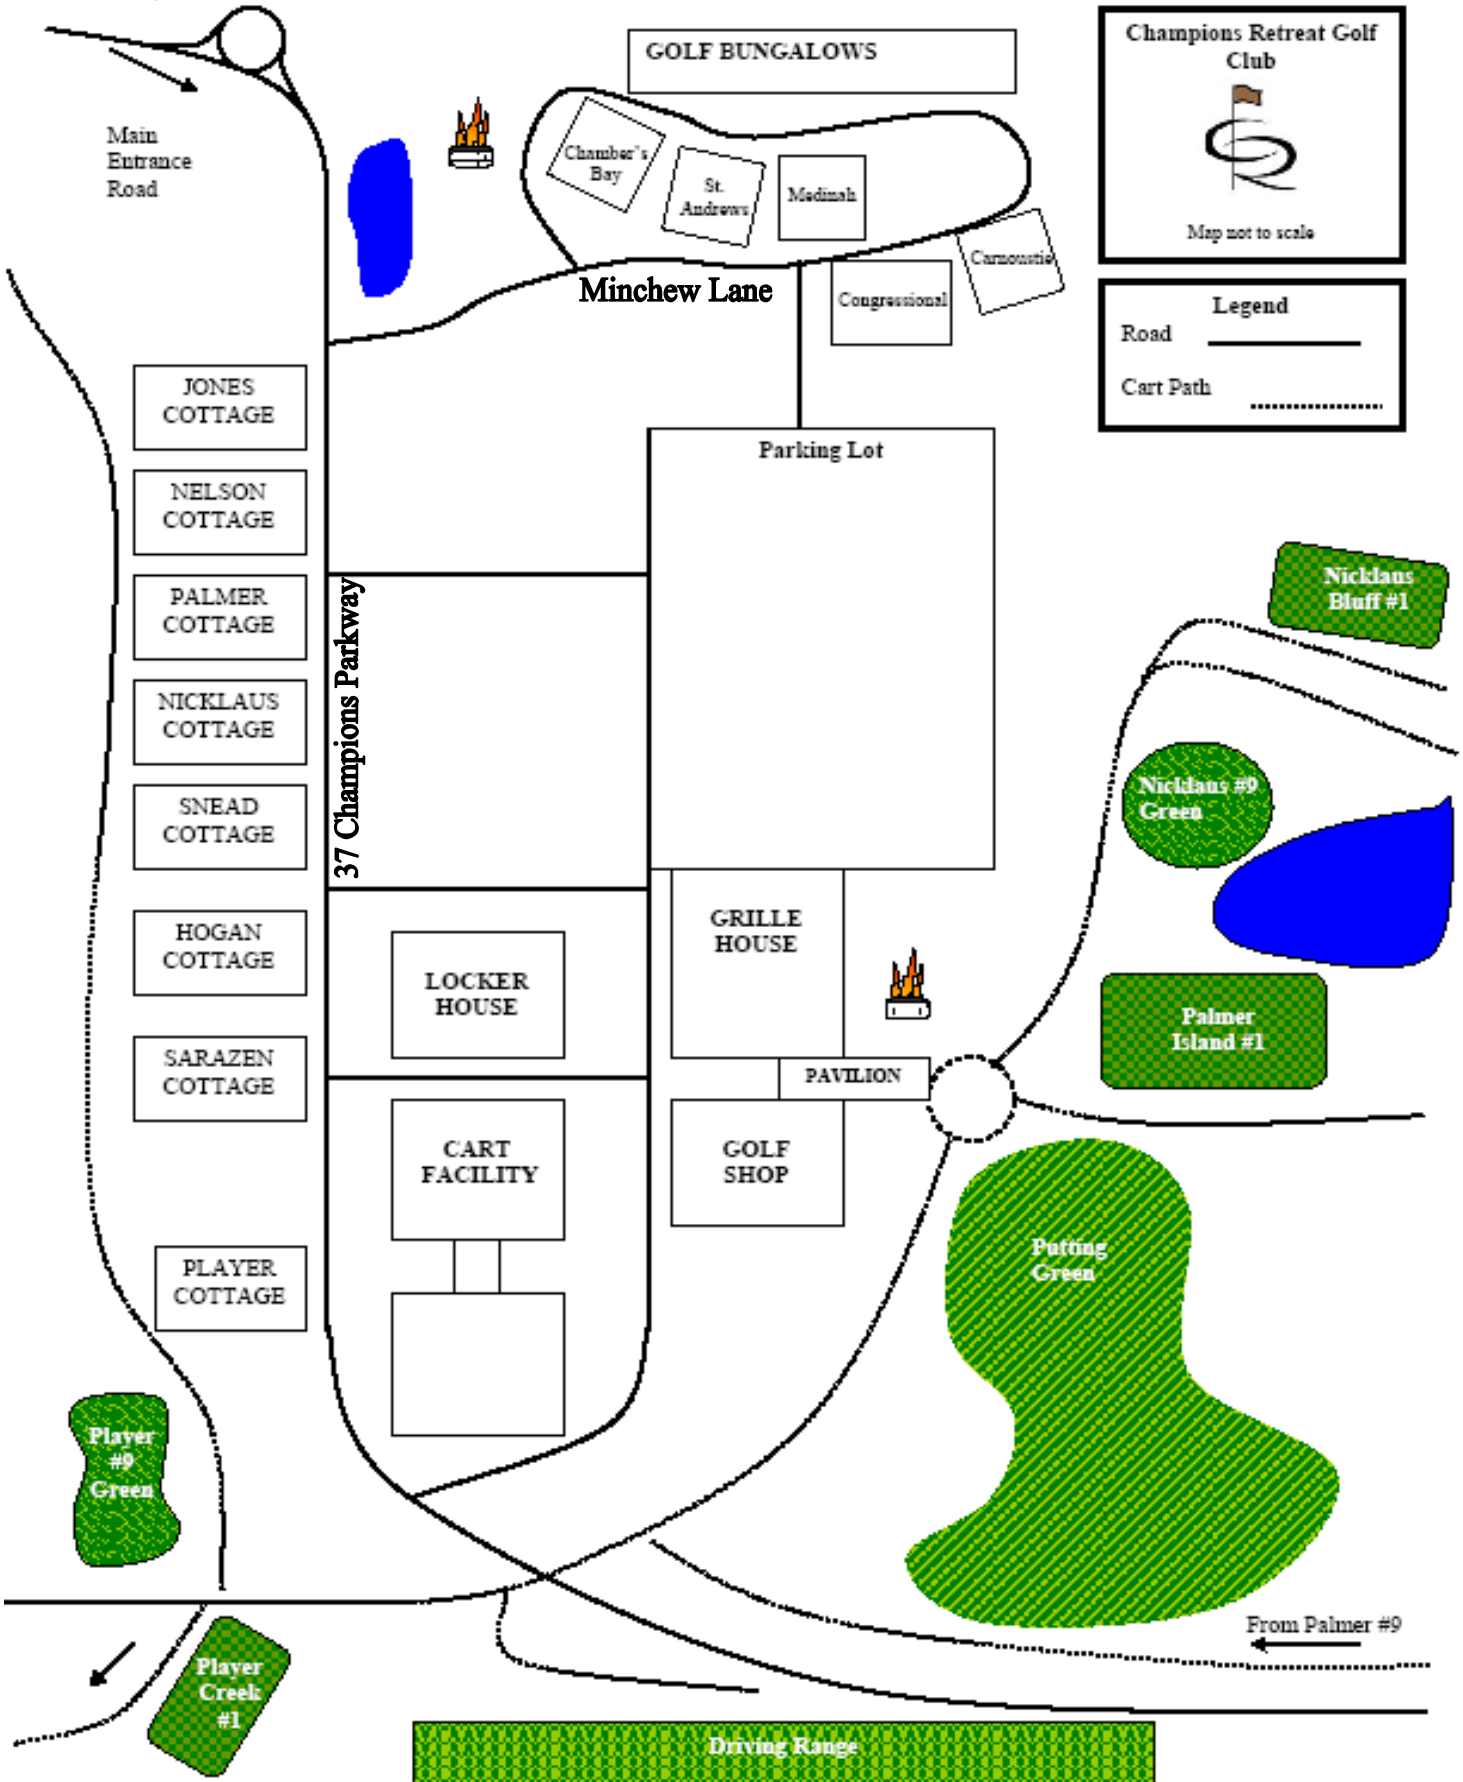 Champions Retreat Golf
Club
Map not to scale
Legend
Road
Cart Path
GOLF BUNGALOWS
Main
Entrance
Road
Chamber's
Bay
St.
Andrews
Medinah
Carnoustie
Congressional
Minchew Lane
JONES
COTTAGE
NELSON
COTTAGE
PALMER
COTTAGE
NICKLAUS
COTTAGE
SNEAD
COTTAGE
HOGAN
COTTAGE
SARAZEN
COTTAGE
PLAYER
COTTAGE
37 Champions Parkway
Parking Lot
Nicklaus
Bluff #1
Nicklaus #9
Green
GRILLE
HOUSE
LOCKER
HOUSE
Palmer
Island #1
PAVILION
CART
FACILITY
GOLF
SHOP
Putting
Green
Player
#9
Green
From Palmer #9
Player
Creek
#1
Driving Range